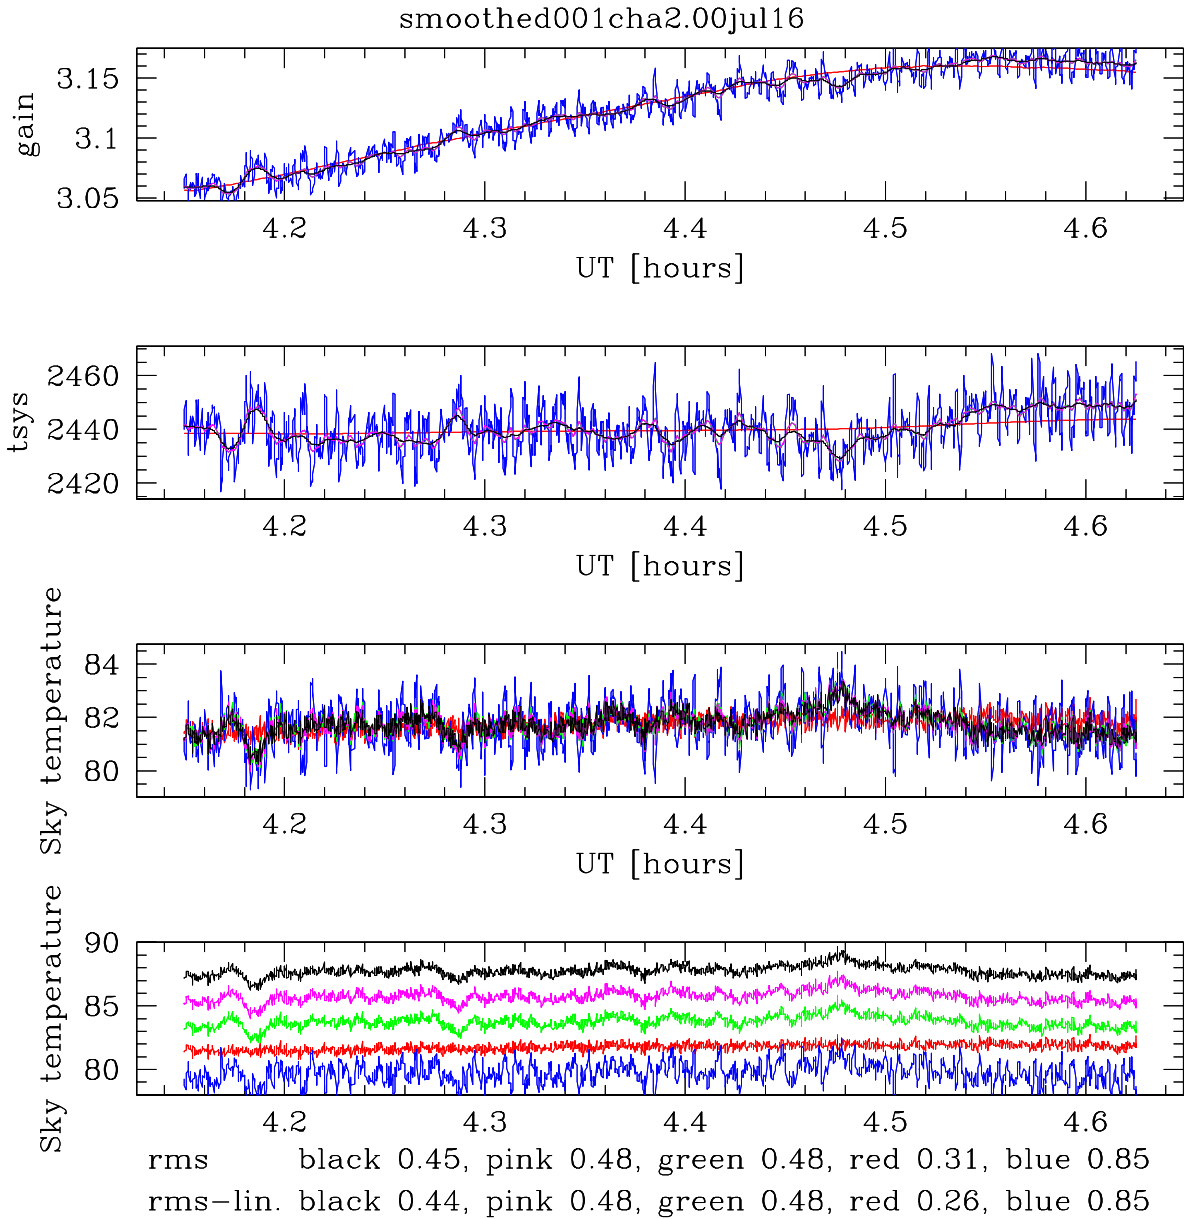 smoothed001cha2.00jul16
gain
3.15
3.1
3.05
4.2 4.3 4.4 4.5 4.6
UT [hours]
tsys
2460
2440
2420
4.2 4.3 4.4 4.5 4.6
UT [hours]
Sky temperature
84
82
80
4.2 4.3 4.4 4.5 4.6
UT [hours]
Sky temperature
90
85
80
4.2 4.3 4.4 4.5 4.6
rms black 0.45, pink 0.48, green 0.48, red 0.31, blue 0.85
rms-lin. black 0.44, pink 0.48, green 0.48, red 0.26, blue 0.85